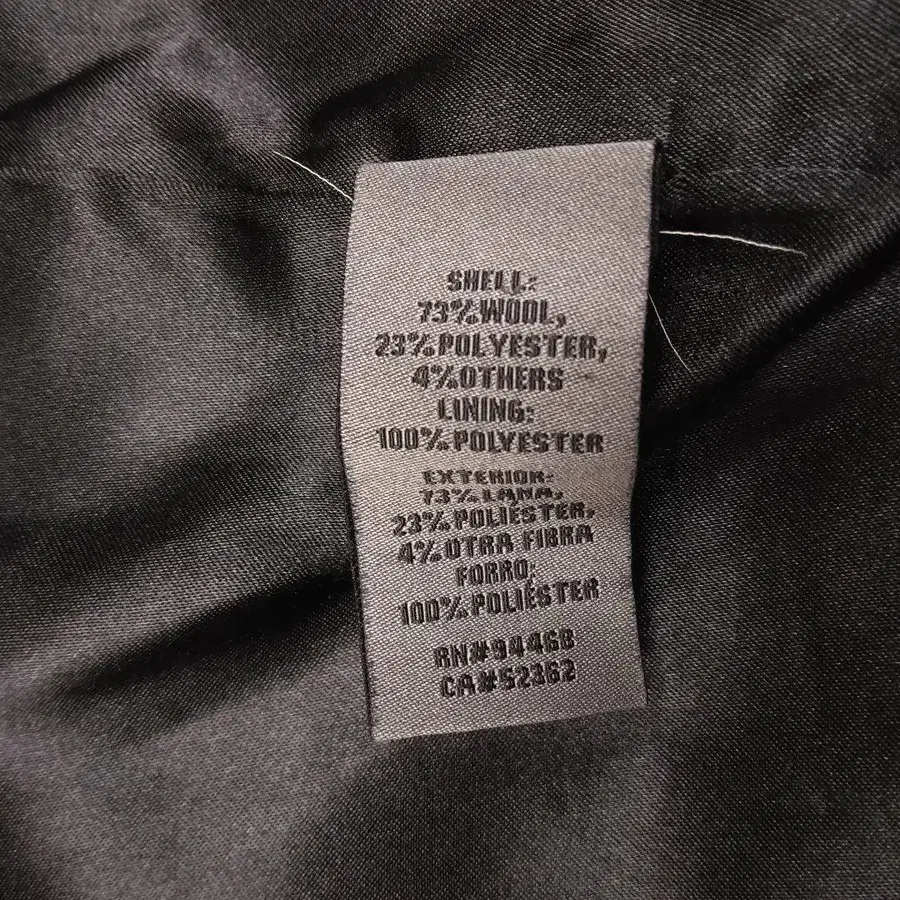 SHELL:
73%WOOL,
23%POLYESTER,
4%OTHERS
LINING:
100%POLYESTER
EXTERIOR:
73%LANA,
23%POLIÉSTER,
4%OTRA FIBRA
FORRO:
100%POLIÉSTER
RN#94468
CA#52362